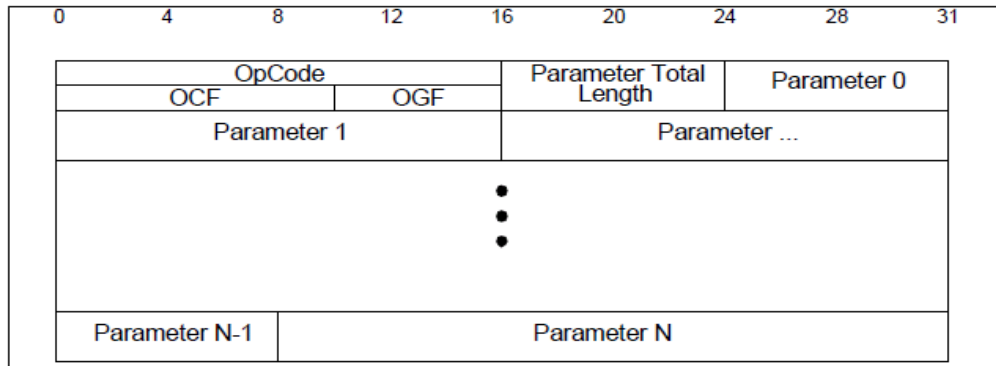 0 4 8 12 16 20 24 28 31
OpCode
Parameter Total
Length
Parameter 0
OCF OGF
Parameter 1 Parameter ...
Parameter N-1 Parameter N